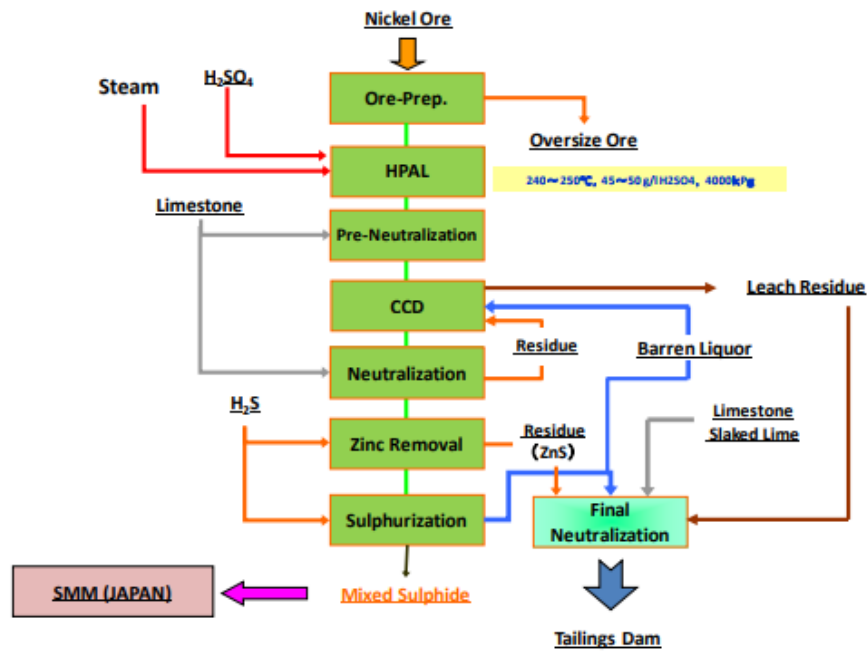 Nickel Ore
Steam
H₂SO₄
Ore-Prep.
Oversize Ore
HPAL
240～250℃, 45～50g/lH2SO4, 4000kPg
Limestone
Pre-Neutralization
CCD
Leach Residue
Residue
Barren Liquor
Neutralization
H₂S
Limestone
Slaked Lime
Zinc Removal
Residue
(ZnS)
Sulphurization
Final
Neutralization
SMM (JAPAN)
Mixed Sulphide
Tailings Dam